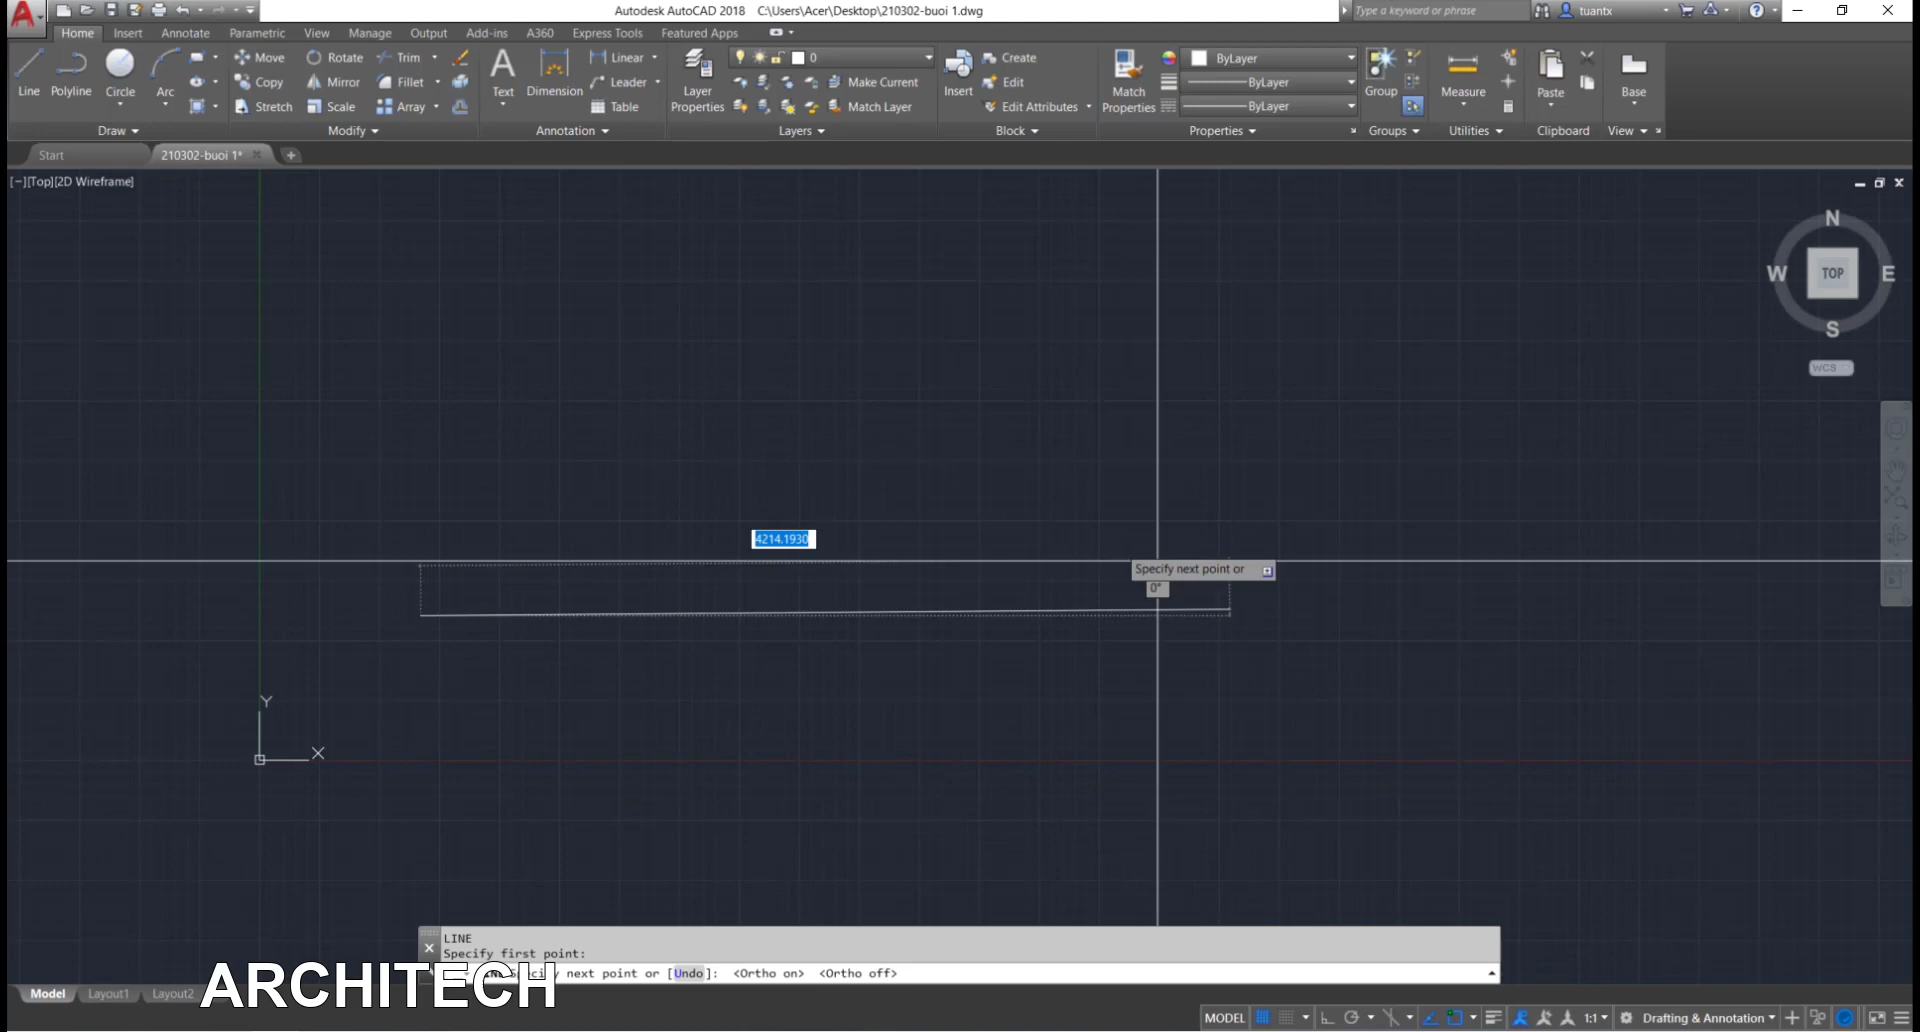 Autodesk AutoCAD 2018 C:\Users\Acer\Desktop\210302-buoi 1.dwg
Type a keyword or phrase
tuantx
Home Insert Annotate Parametric View Manage Output Add-ins A360 Express Tools Featured Apps
Line Polyline Circle Arc
Move Rotate Trim
Copy Mirror Fillet
Stretch Scale Array
Text Dimension
Linear
Leader
Table
Layer Properties
0
Make Current
Match Layer
Insert
Create
Edit
Edit Attributes
Match Properties
ByLayer
ByLayer
ByLayer
Group
Measure
Paste
Base
Draw Modify Annotation Layers Block Properties Groups Utilities Clipboard View
Start 210302-buoi 1*
[−][Top][2D Wireframe]
N
W TOP E
S
WCS
4214.1930
Specify next point or
0°
Y
X
LINE
Specify first point:
next point or [Undo]: <Ortho on> <Ortho off>
ARCHITECH
Model Layout1 Layout2
MODEL 1:1 Drafting & Annotation